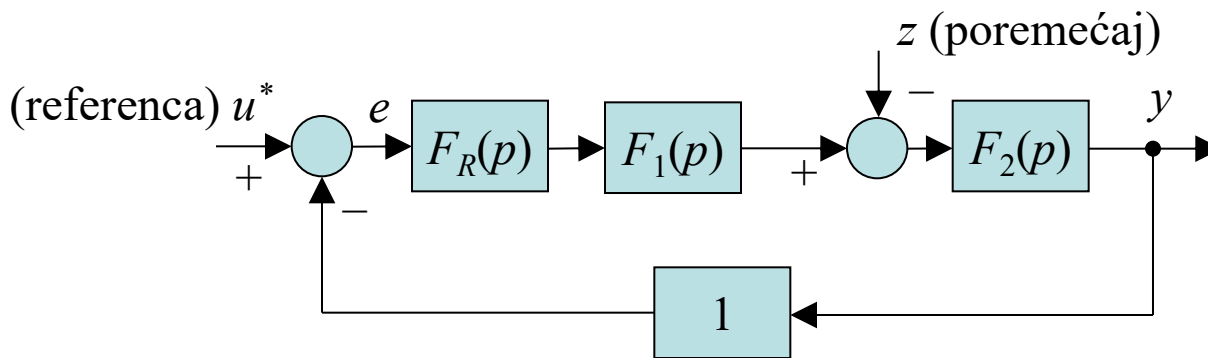 z (poremećaj)
−
(referenca) u* e F_R(p) F_1(p) F_2(p) y
+ − +
1